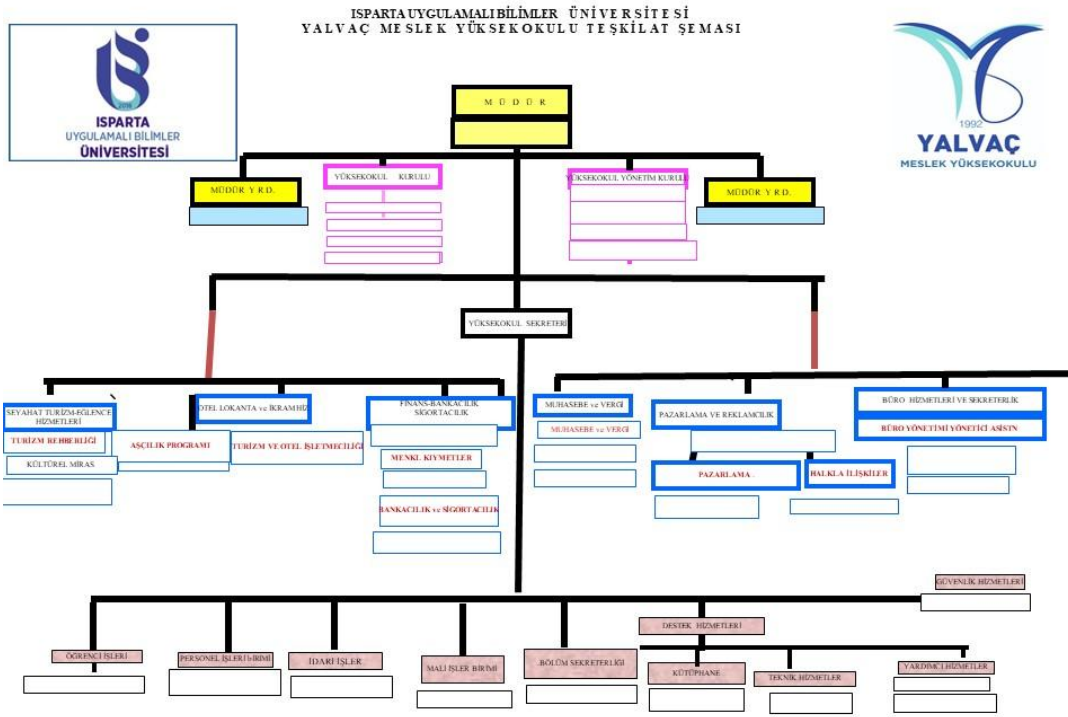 ISPARTA UYGULAMALI BİLİMLER ÜNİVERSİTESİ
YALVAÇ MESLEK YÜKSEKOKULU TEŞKİLAT ŞEMASI
2018
ISPARTA
UYGULAMALI BİLİMLER
ÜNİVERSİTESİ
1992
YALVAÇ
MESLEK YÜKSEKOKULU
MÜDÜR
MÜDÜR YRD.
YÜKSEKOKUL KURULU
YÜKSEKOKUL YÖNETİM KURULU
MÜDÜR YRD.
YÜKSEKOKUL SEKRETERİ
SEYAHAT TURİZM-EĞLENCE
HİZMETLERİ
TURİZM REHBERLİĞİ
KÜLTÜREL MİRAS
AŞÇILIK PROGRAMI
OTEL LOKANTA ve İKRAM HİZ
TURİZM VE OTEL İŞLETMECİLİĞİ
FİNANS-BANKACILIK
SİGORTACILIK
MENKL KIYMETLER
BANKACILIK ve SİGORTACILIK
MUHASEBE ve VERGİ
MUHASEBE ve VERGİ
PAZARLAMA VE REKLAMCILIK
PAZARLAMA .
HALKLA İLİŞKİLER
BÜRO HİZMETLERİ VE SEKRETERLİK
BÜRO YÖNETİMİ YÖNETİCİ ASİSTN
GÜVENLİK HİZMETLERİ
DESTEK HİZMETLERİ
ÖĞRENCİ İŞLERİ
PERSONEL İŞLERİ bİRİMİ
İDARİ İŞLER
MALİ İŞLER BİRİMİ
BÖLÜM SEKRETERLİĞİ
KÜTÜPHANE
TEKNİK HİZMETLER
YARDIMCI HİZMETLER